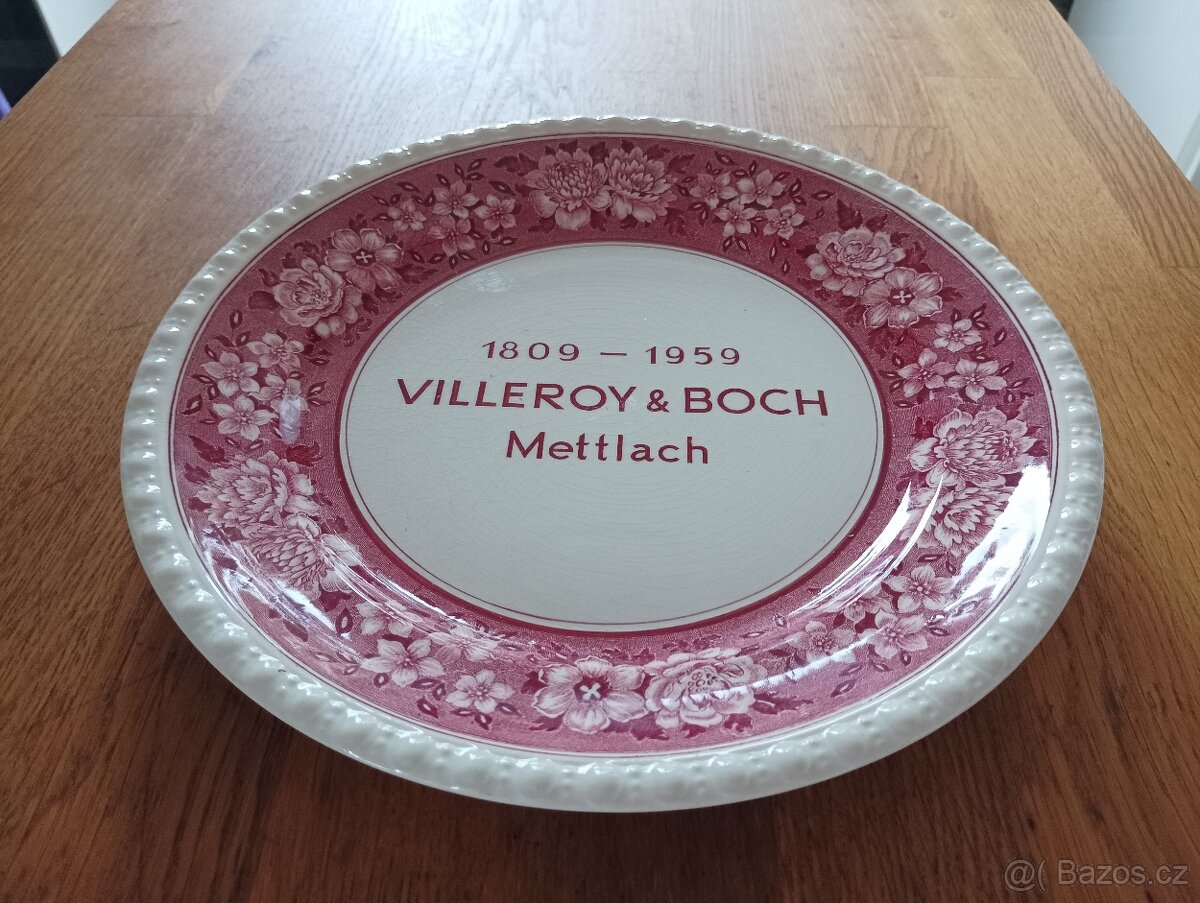 1809 – 1959
VILLEROY & BOCH
Mettlach
@( Bazos.cz